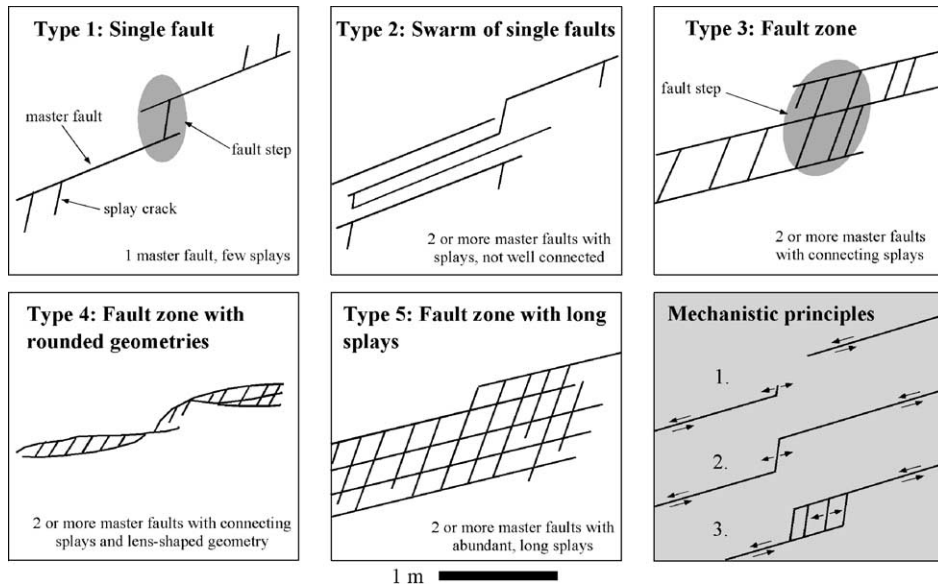 Type 1: Single fault
master fault
fault step
splay crack
1 master fault, few splays
Type 2: Swarm of single faults
2 or more master faults with
splays, not well connected
Type 3: Fault zone
fault step
2 or more master faults
with connecting splays
Type 4: Fault zone with
rounded geometries
2 or more master faults with connecting
splays and lens-shaped geometry
Type 5: Fault zone with long
splays
2 or more master faults with
abundant, long splays
Mechanistic principles
1.
2.
3.
1 m